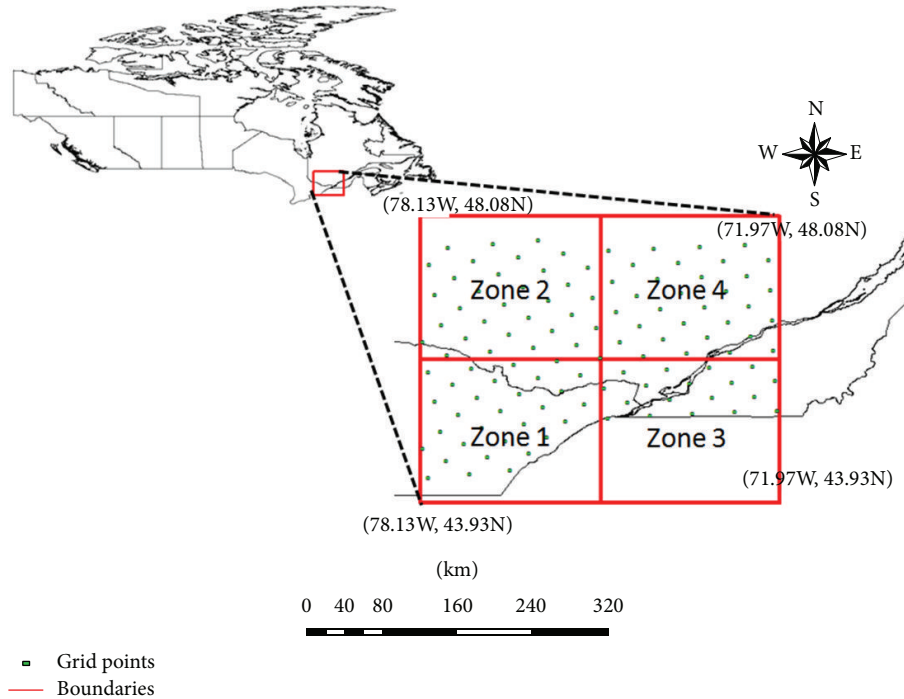 N
W E
S
(78.13W, 48.08N)
(71.97W, 48.08N)
Zone 2 Zone 4
Zone 1 Zone 3
(71.97W, 43.93N)
(78.13W, 43.93N)
(km)
0 40 80 160 240 320
Grid points
Boundaries